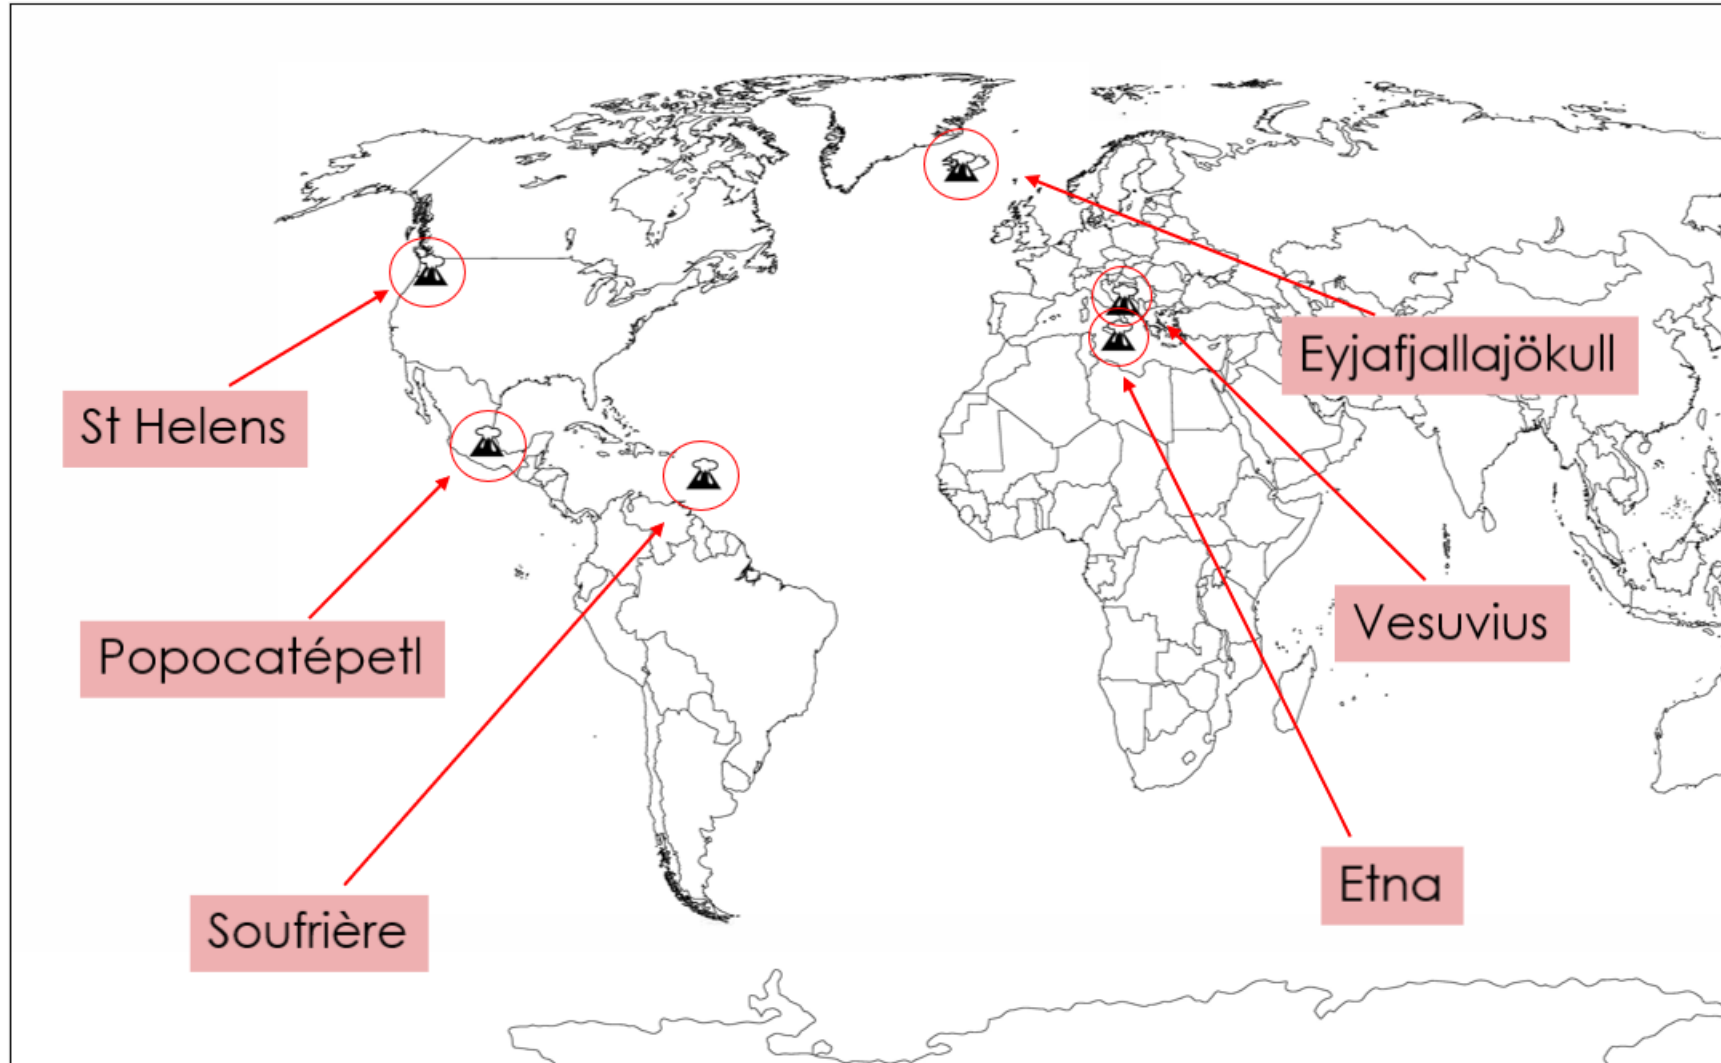 Eyjafjallajökull
St Helens
Vesuvius
Popocatépetl
Etna
Soufrière